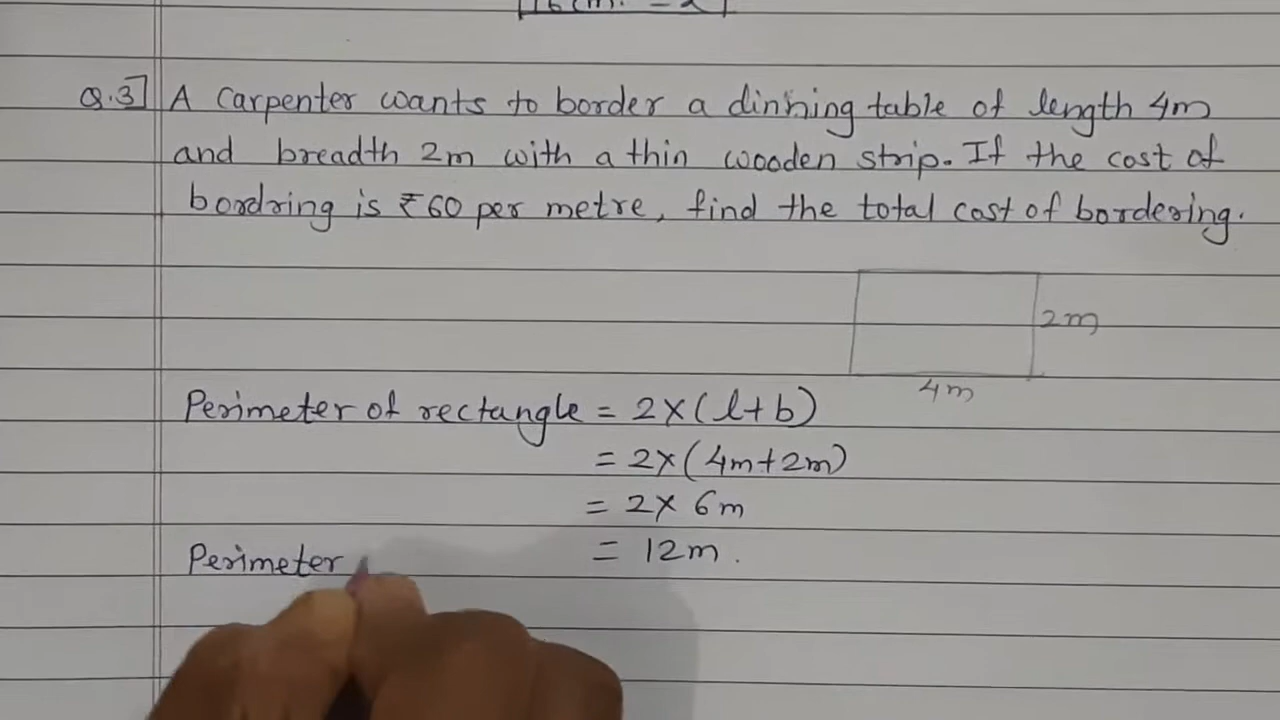 Q.3] A carpenter wants to border a dinning table of length 4m
and breadth 2m with a thin wooden strip. If the cost of
bordring is ₹60 per metre, find the total cost of bordering.
2m
4m
Perimeter of rectangle = 2×(l+b)
= 2×(4m+2m)
= 2× 6m
= 12m.
Perimeter